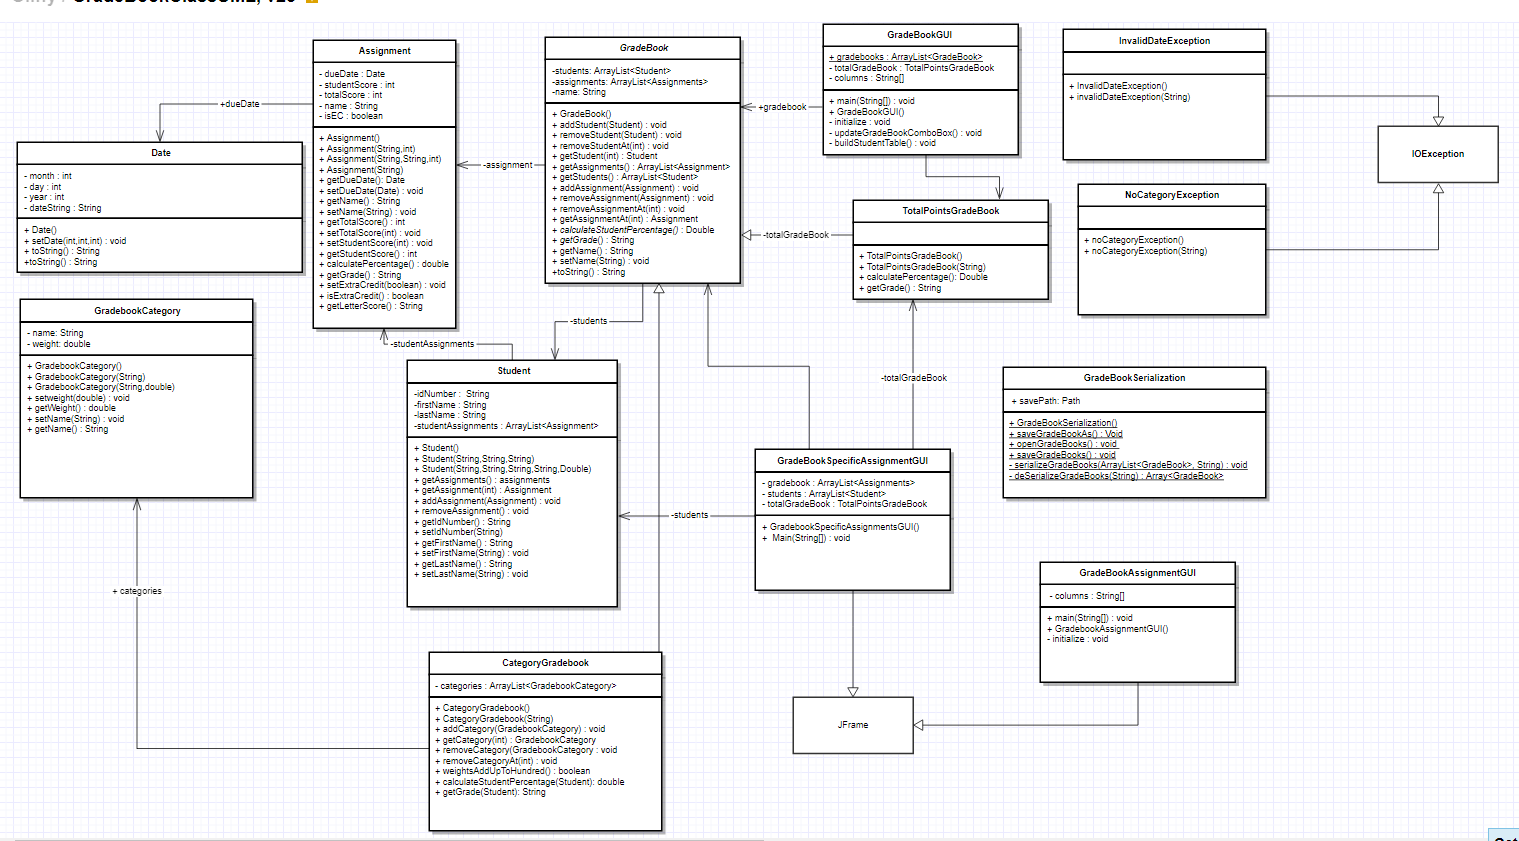 Assignment
- dueDate : Date
- studentScore : int
- totalScore : int
- name : String
- isEC : boolean
+ Assignment()
+ Assignment(String,int)
+ Assignment(String,String,int)
+ Assignment(String)
+ getDueDate(): Date
+ setDueDate(Date) : void
+ getName() : String
+ setName(String) : void
+ getTotalScore() : int
+ setTotalScore(int) : void
+ setStudentScore(int) : void
+ getStudentScore() : int
+ calculatePercentage() : double
+ getGrade() : String
+ setExtraCredit(boolean) : void
+ isExtraCredit() : boolean
+ getLetterScore() : String
GradeBook
-students: ArrayList<Student>
-assignments: ArrayList<Assignments>
-name: String
+ GradeBook()
+ addStudent(Student) : void
+ removeStudent(Student) : void
+ removeStudentAt(int) : void
+ getStudent(int) : Student
+ getAssignments() : ArrayList<Assignment>
+ getStudents() : ArrayList<Student>
+ addAssignment(Assignment) : void
+ removeAssignment(Assignment) : void
+ removeAssignmentAt(int) : void
+ getAssignmentAt(int) : Assignment
+ calculateStudentPercentage() : Double
+ getGrade() : String
+ getName() : String
+ setName(String) : void
+toString() : String
GradeBookGUI
+ gradebooks : ArrayList<GradeBook>
- totalGradeBook : TotalPointsGradeBook
- columns : String[]
+ main(String[]) : void
+ GradeBookGUI()
- initialize : void
- updateGradeBookComboBox() : void
- buildStudentTable() : void
InvalidDateException
+ InvalidDateException()
+ invalidDateException(String)
IOException
+dueDate
+gradebook
-assignment
-totalGradeBook
Date
- month : int
- day : int
- year : int
- dateString : String
+ Date()
+ setDate(int,int,int) : void
+ toString() : String
+toString() : String
NoCategoryException
+ noCategoryException()
+ noCategoryException(String)
TotalPointsGradeBook
+ TotalPointsGradeBook()
+ TotalPointsGradeBook(String)
+ calculatePercentage(): Double
+ getGrade() : String
GradebookCategory
- name: String
- weight: double
+ GradebookCategory()
+ GradebookCategory(String)
+ GradebookCategory(String,double)
+ setweight(double) : void
+ getWeight() : double
+ setName(String) : void
+ getName() : String
-students
-studentAssignments
-totalGradeBook
Student
-idNumber : String
-firstName : String
-lastName : String
-studentAssignments : ArrayList<Assignment>
+ Student()
+ Student(String,String,String)
+ Student(String,String,String,String,Double)
+ getAssignments() : assignments
+ getAssignment(int) : Assignment
+ addAssignment(Assignment) : void
+ removeAssignment() : void
+ getIdNumber() : String
+ setIdNumber(String)
+ getFirstName() : String
+ setFirstName(String) : void
+ getLastName() : String
+ setLastName(String) : void
GradeBookSerialization
+ savePath: Path
+ GradeBookSerialization()
+ saveGradeBookAs() : Void
+ openGradeBooks() : void
+ saveGradeBooks() : void
- serializeGradeBooks(ArrayList<GradeBook>, String) : void
- deSerializeGradeBooks(String) : Array<GradeBook>
GradeBookSpecificAssignmentGUI
- gradebook : ArrayList<Assignments>
- students : ArrayList<Student>
- totalGradeBook : TotalPointsGradeBook
+ GradebookSpecificAssignmentsGUI()
+ Main(String[]) : void
-students
+ categories
GradeBookAssignmentGUI
- columns : String[]
+ main(String[]) : void
+ GradebookAssignmentGUI()
- initialize : void
CategoryGradebook
- categories : ArrayList<GradebookCategory>
+ CategoryGradebook()
+ CategoryGradebook(String)
+ addCategory(GradebookCategory) : void
+ getCategory(int) : GradebookCategory
+ removeCategory(GradebookCategory : void
+ removeCategoryAt(int) : void
+ weightsAddUpToHundred() : boolean
+ calculateStudentPercentage(Student): double
+ getGrade(Student): String
JFrame